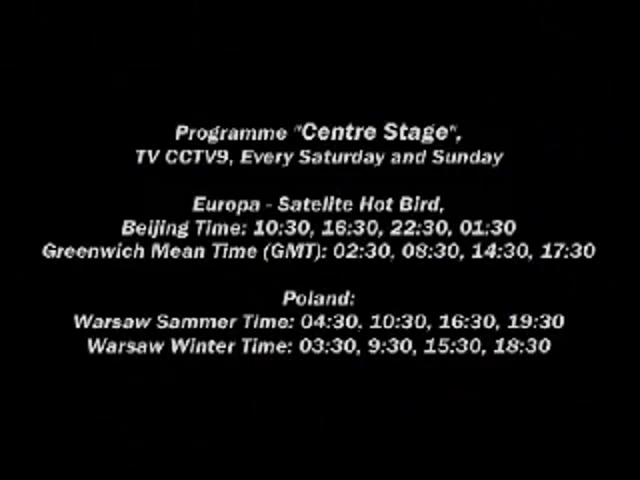 Programme "Centre Stage",
TV CCTV9, Every Saturday and Sunday
Europa - Satelite Hot Bird,
Beijing Time: 10:30, 16:30, 22:30, 01:30
Greenwich Mean Time (GMT): 02:30, 08:30, 14:30, 17:30
Poland:
Warsaw Sammer Time: 04:30, 10:30, 16:30, 19:30
Warsaw Winter Time: 03:30, 9:30, 15:30, 18:30